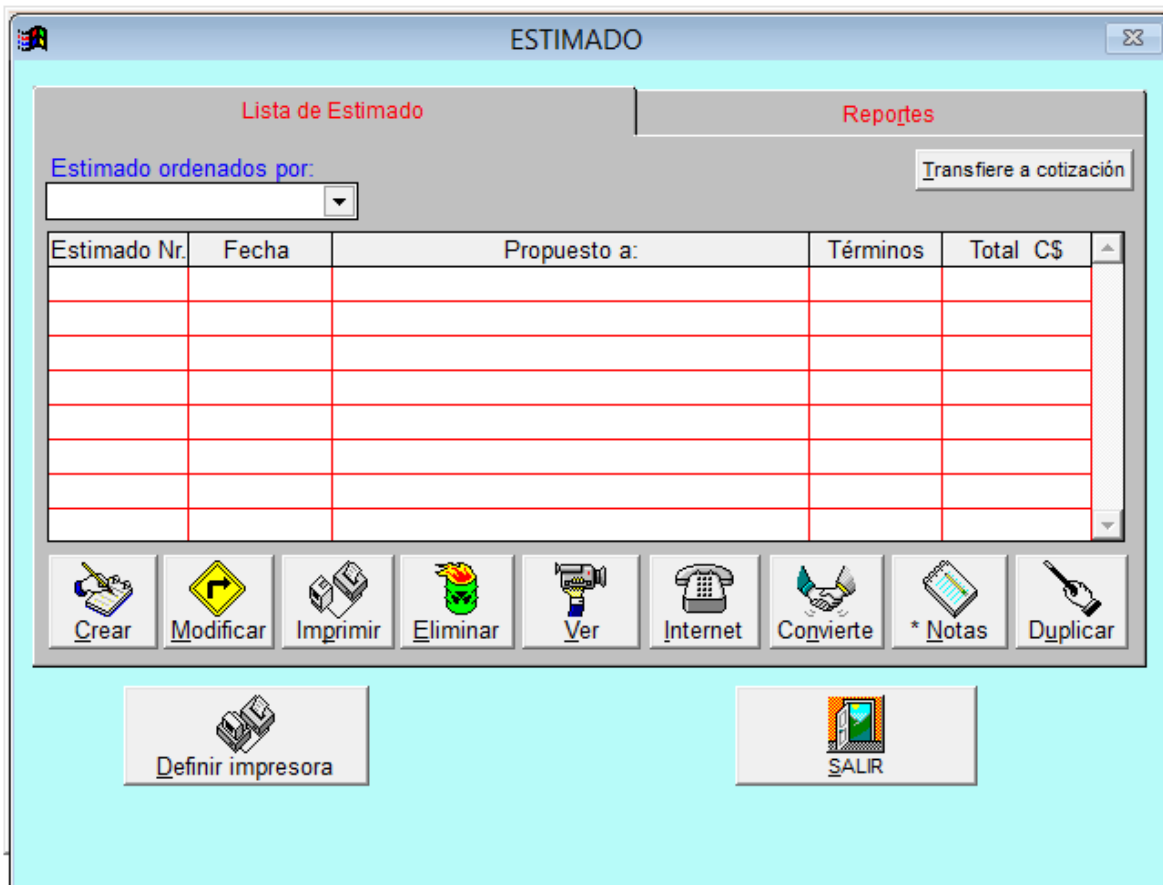 ESTIMADO
Lista de Estimado
Reportes
Estimado ordenados por:
Transfiere a cotización
Estimado Nr. Fecha Propuesto a: Términos Total C$
Crear Modificar Imprimir Eliminar Ver Internet Convierte * Notas Duplicar
Definir impresora
SALIR